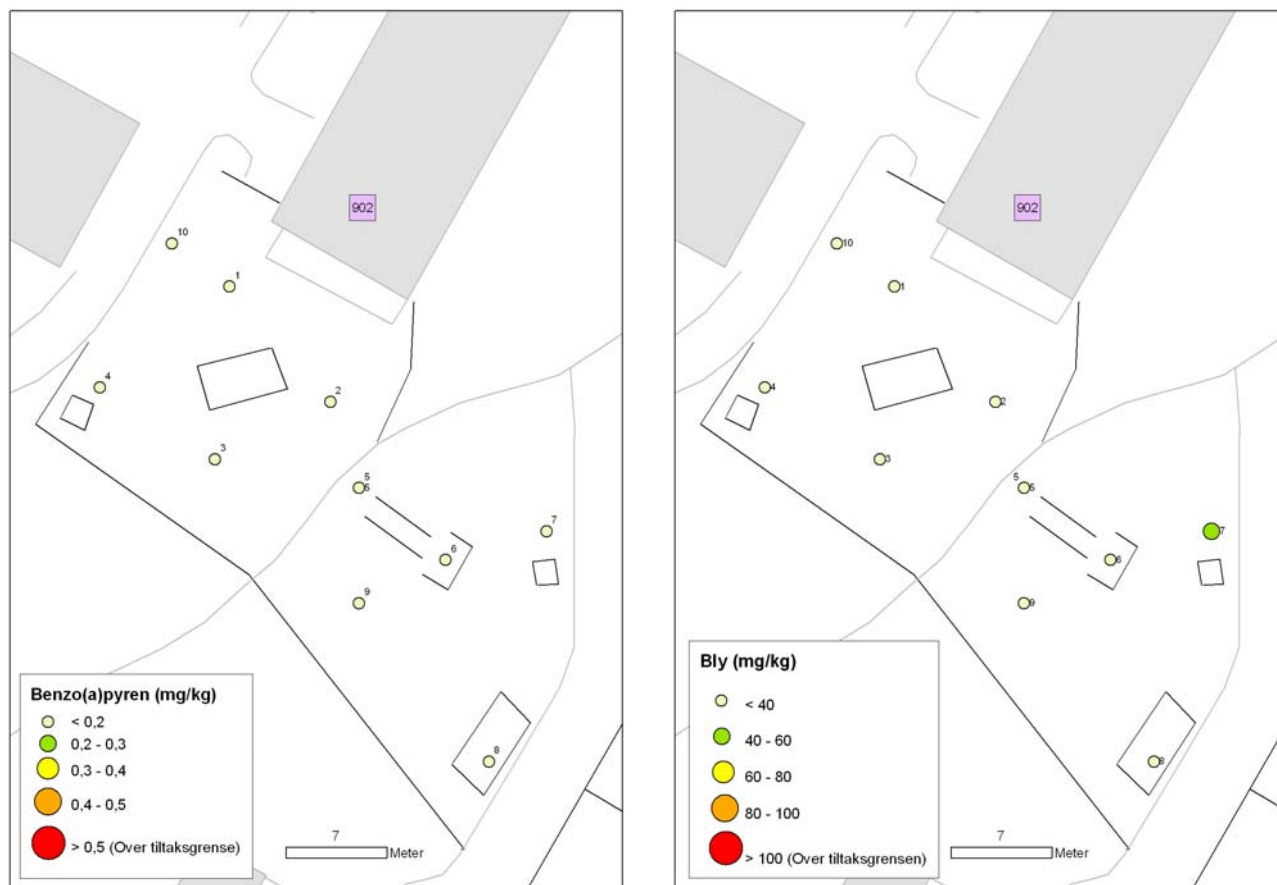 902
10
1
4
2
3
5
5
7
6
9
8
Benzo(a)pyren (mg/kg)
< 0,2
0,2 - 0,3
0,3 - 0,4
0,4 - 0,5
> 0,5 (Over tiltaksgrense)
7
Meter
902
10
1
4
2
3
5
5
7
6
9
8
Bly (mg/kg)
< 40
40 - 60
60 - 80
80 - 100
> 100 (Over tiltaksgrensen)
7
Meter